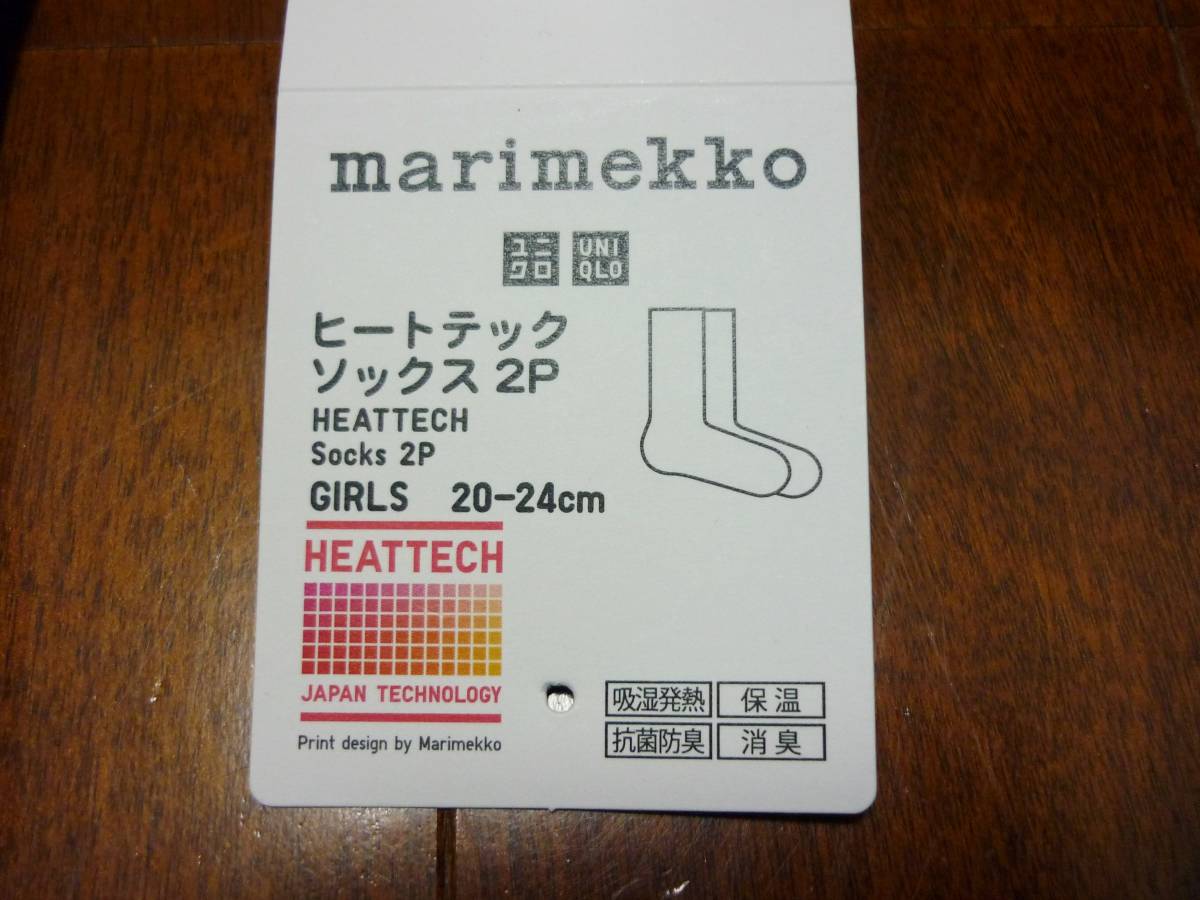 marimekko
ユニ
クロ
UNI
QLO
ヒートテック
ソックス 2P
HEATTECH
Socks 2P
GIRLS 20-24cm
HEATTECH
JAPAN TECHNOLOGY
Print design by Marimekko
吸湿発熱 保温
抗菌防臭 消臭